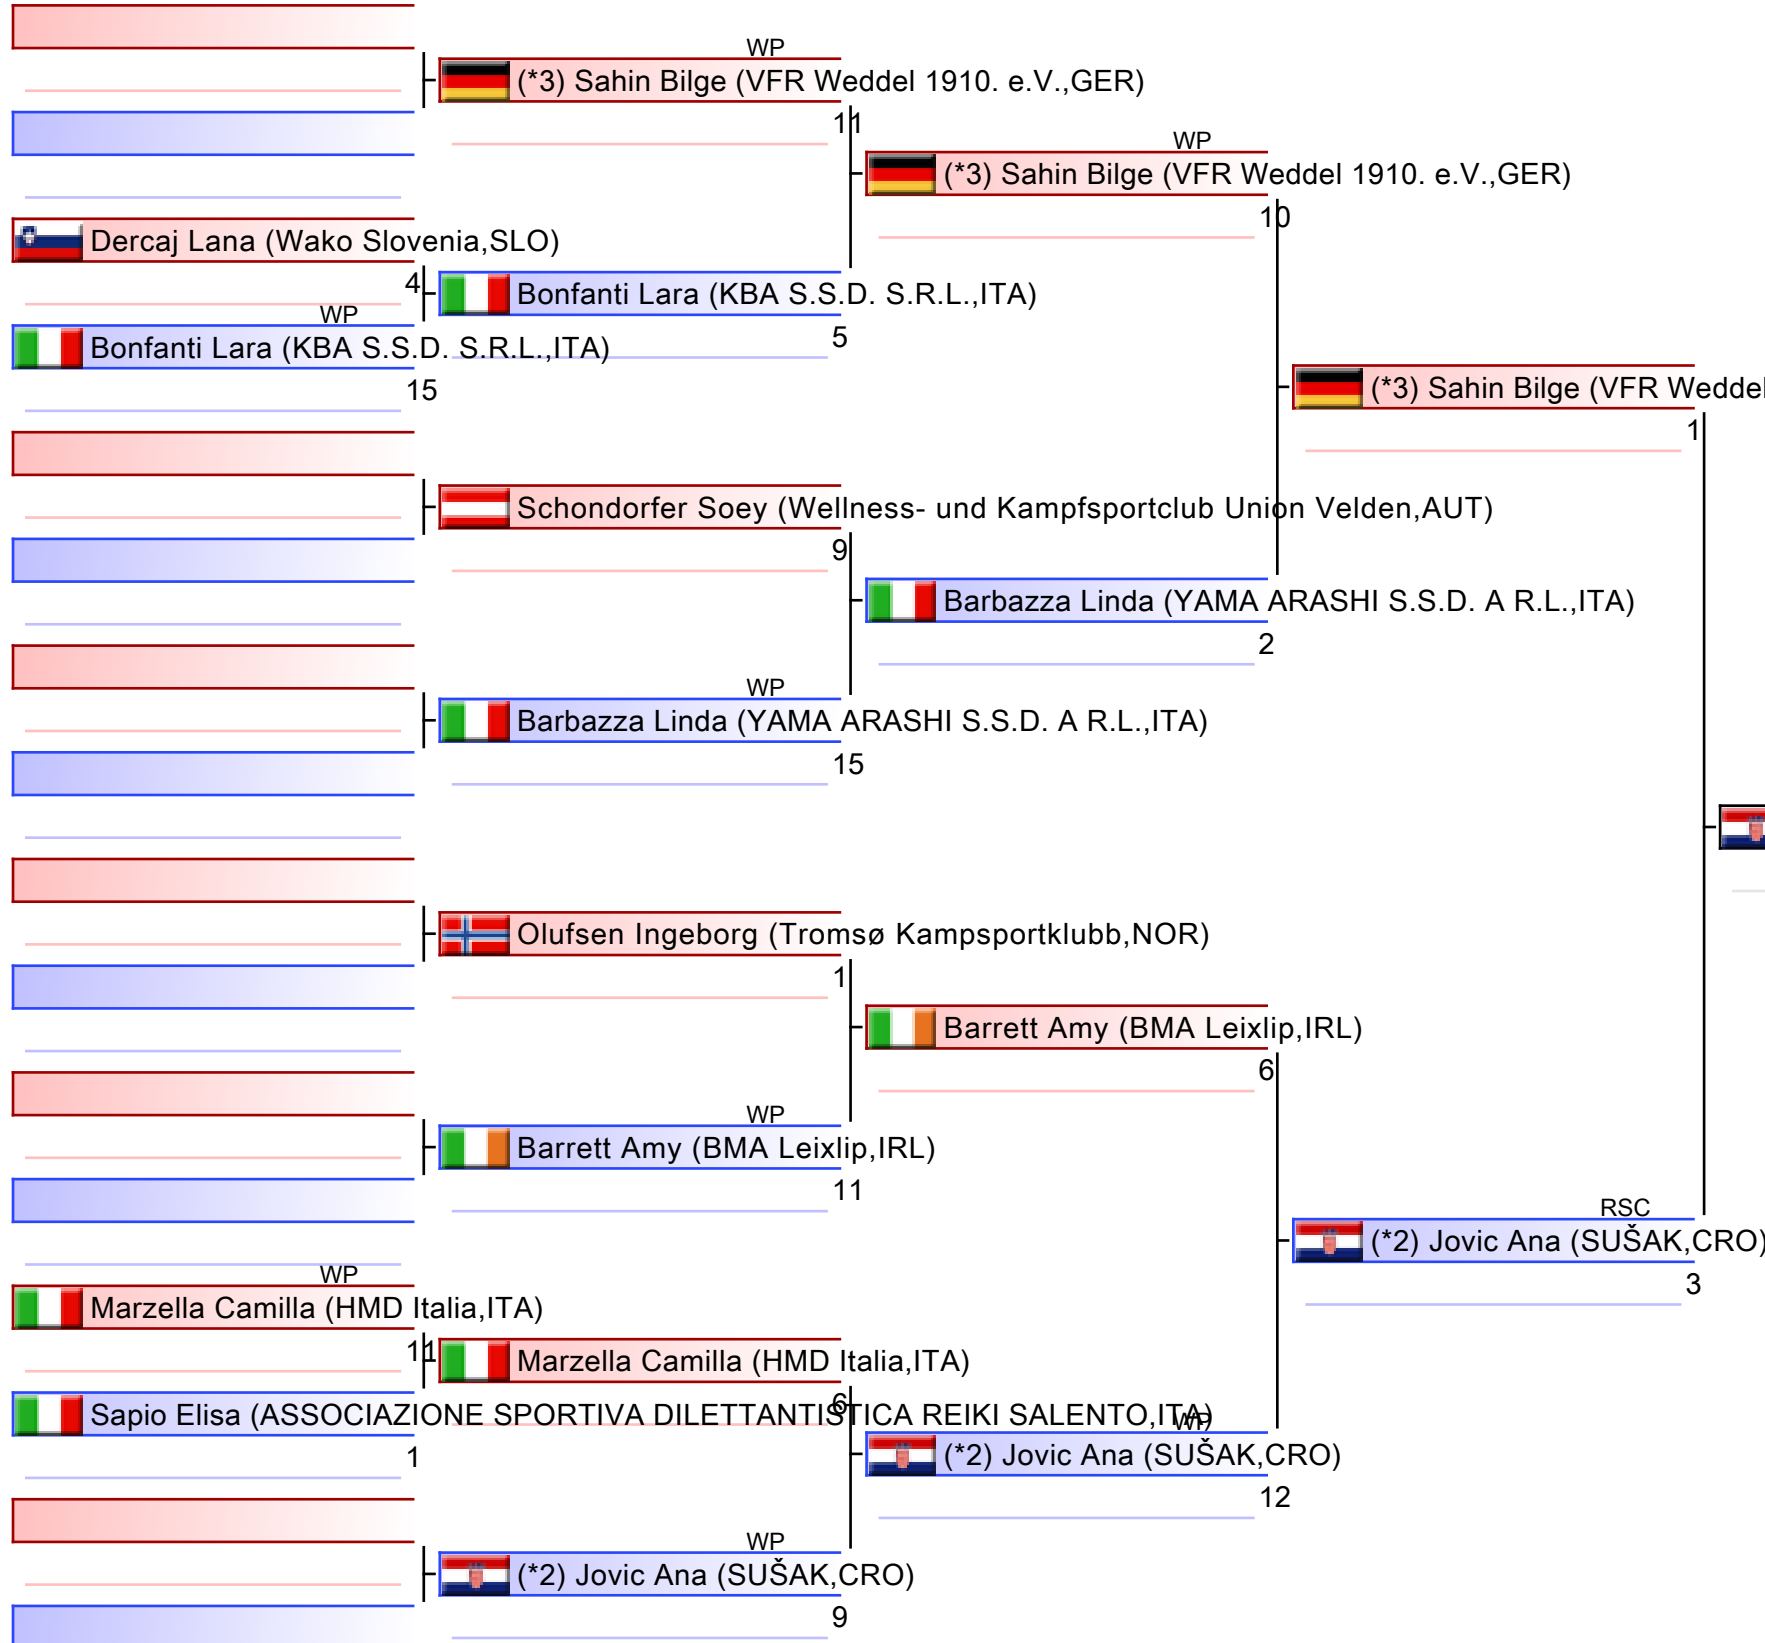 WP
(*3) Sahin Bilge (VFR Weddel 1910. e.V.,GER)
11
WP
(*3) Sahin Bilge (VFR Weddel 1910. e.V.,GER)
10
Dercaj Lana (Wako Slovenia,SLO)
4
Bonfanti Lara (KBA S.S.D. S.R.L.,ITA)
5
WP
Bonfanti Lara (KBA S.S.D. S.R.L.,ITA)
15
(*3) Sahin Bilge (VFR Weddel
1
Schondorfer Soey (Wellness- und Kampfsportclub Union Velden,AUT)
9
Barbazza Linda (YAMA ARASHI S.S.D. A R.L.,ITA)
2
WP
Barbazza Linda (YAMA ARASHI S.S.D. A R.L.,ITA)
15
Olufsen Ingeborg (Tromsø Kampsportklubb,NOR)
1
Barrett Amy (BMA Leixlip,IRL)
6
WP
Barrett Amy (BMA Leixlip,IRL)
11
RSC
(*2) Jovic Ana (SUŠAK,CRO)
3
WP
Marzella Camilla (HMD Italia,ITA)
11
Marzella Camilla (HMD Italia,ITA)
6
Sapio Elisa (ASSOCIAZIONE SPORTIVA DILETTANTISTICA REIKI SALENTO,ITA)
1
WP
(*2) Jovic Ana (SUŠAK,CRO)
12
WP
(*2) Jovic Ana (SUŠAK,CRO)
9